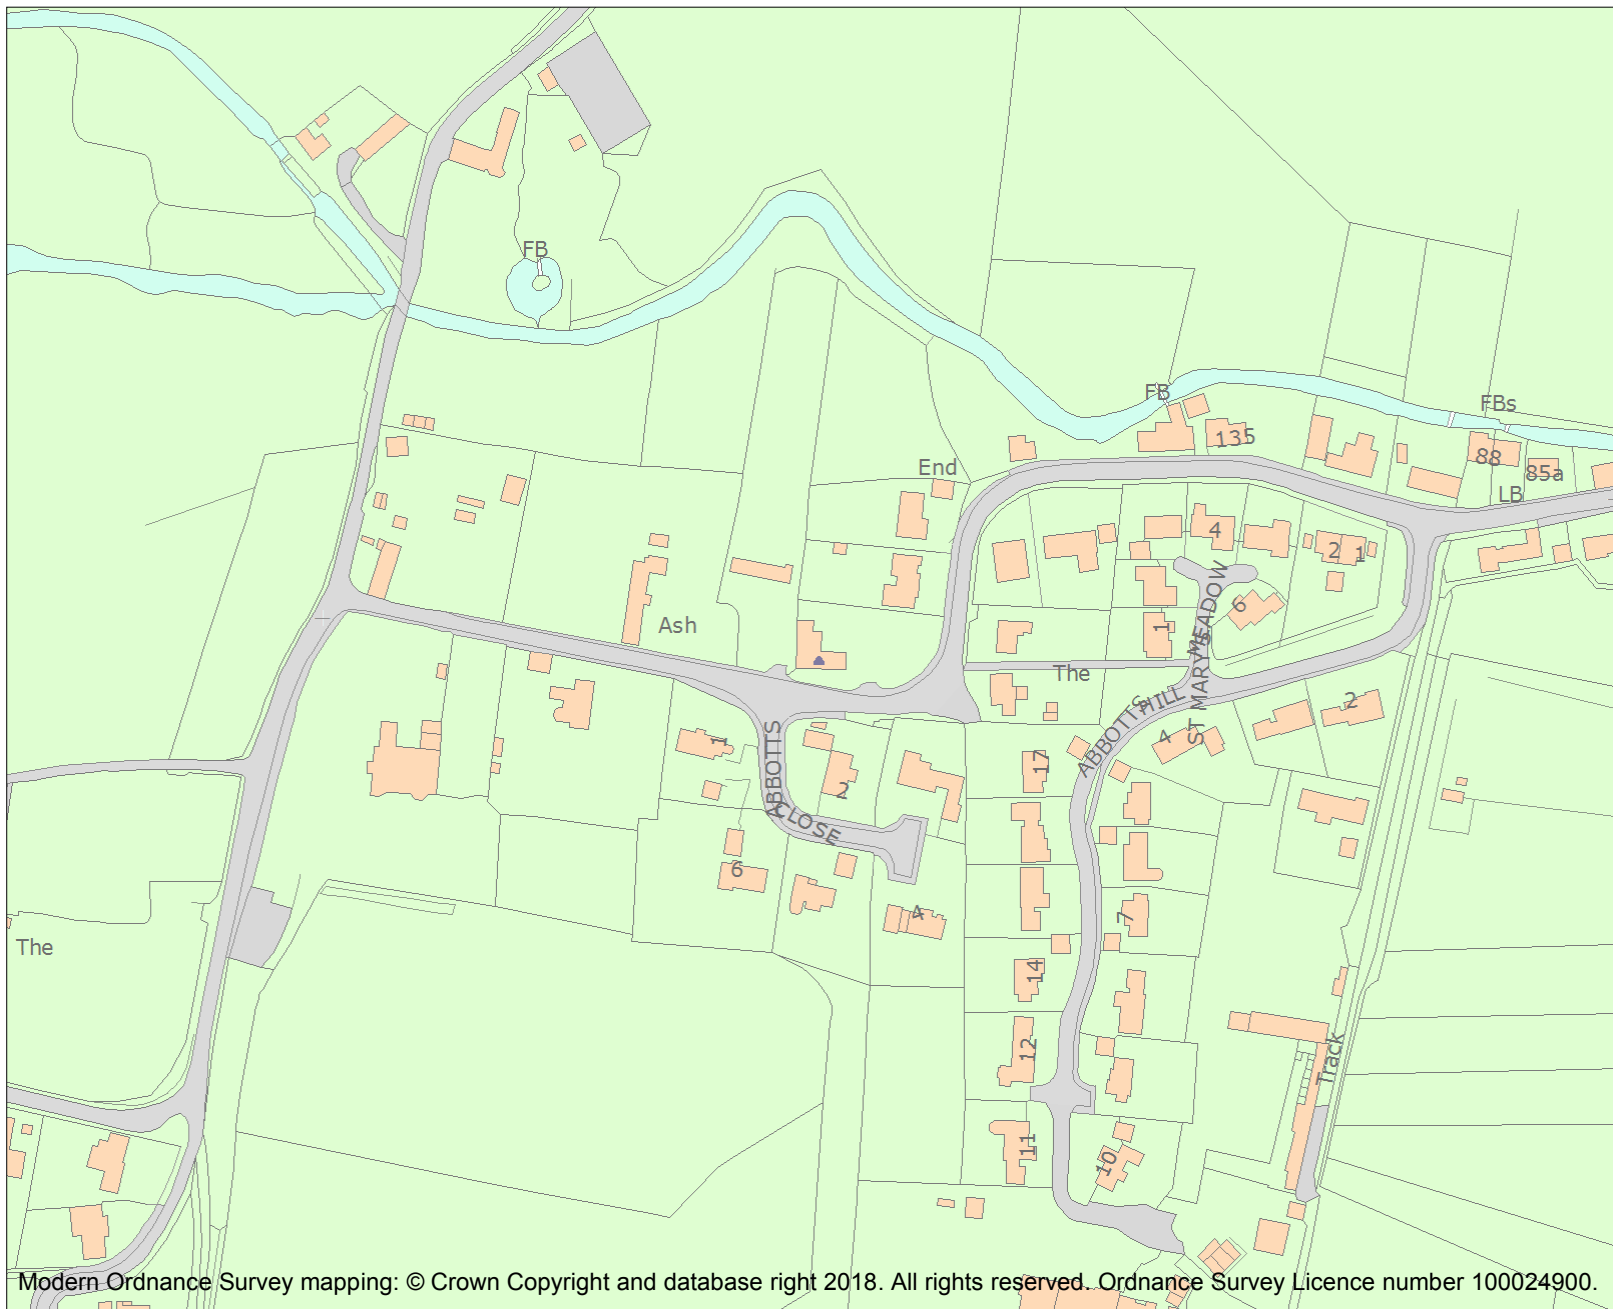 FB
FB
FBs
135
88
85a
End
LB
4
2
1
ST MARY'S MEADOW
6
Ash
1
The
ABBOTTS HILL
2
4
1
ABBOTTS CLOSE
17
2
6
4
7
The
14
12
Track
11
10
Modern Ordnance Survey mapping: © Crown Copyright and database right 2018. All rights reserved. Ordnance Survey Licence number 100024900.